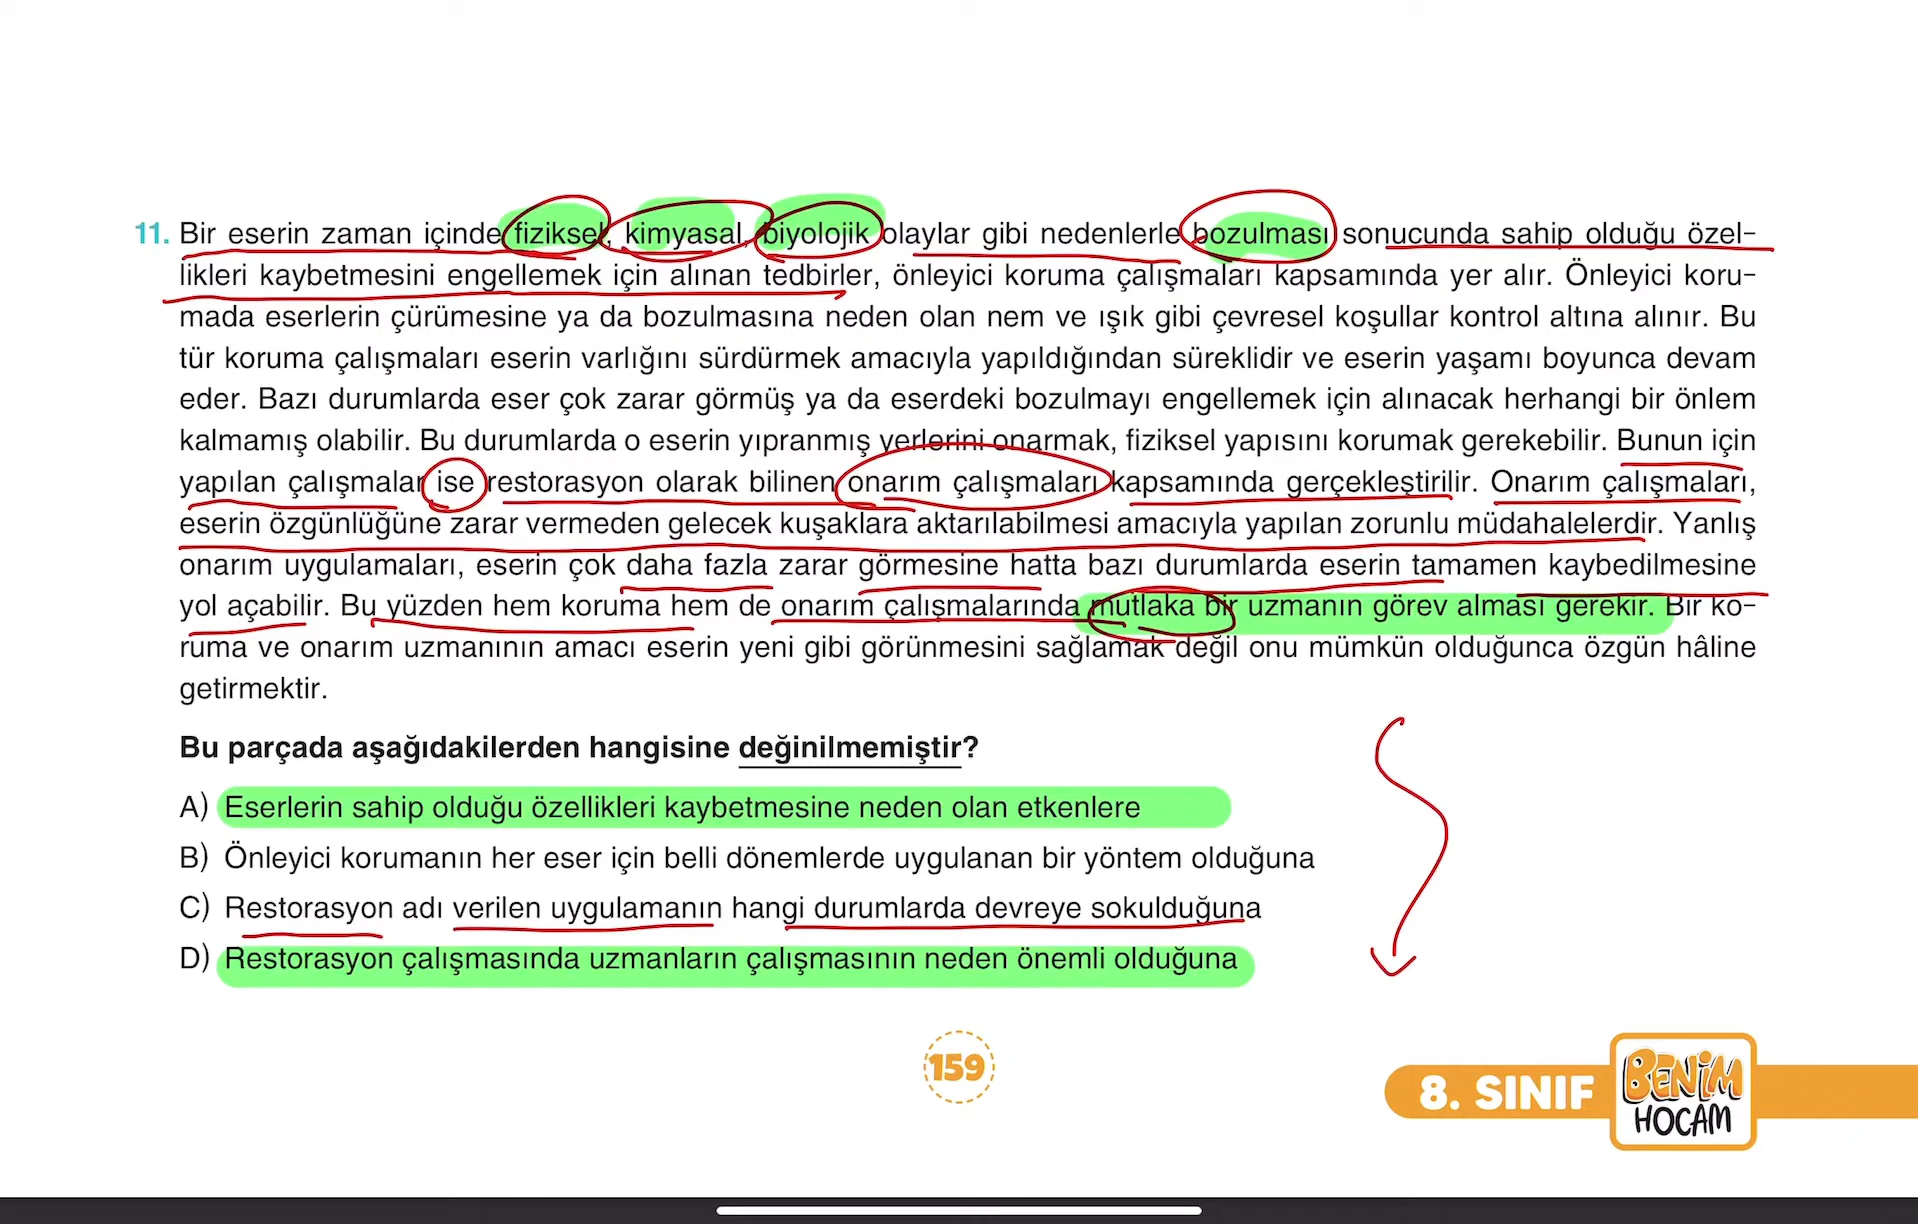 11. Bir eserin zaman içinde fiziksel, kimyasal, biyolojik olaylar gibi nedenlerle bozulması sonucunda sahip olduğu özel-
likleri kaybetmesini engellemek için alınan tedbirler, önleyici koruma çalışmaları kapsamında yer alır. Önleyici koru-
mada eserlerin çürümesine ya da bozulmasına neden olan nem ve ışık gibi çevresel koşullar kontrol altına alınır. Bu
tür koruma çalışmaları eserin varlığını sürdürmek amacıyla yapıldığından süreklidir ve eserin yaşamı boyunca devam
eder. Bazı durumlarda eser çok zarar görmüş ya da eserdeki bozulmayı engellemek için alınacak herhangi bir önlem
kalmamış olabilir. Bu durumlarda o eserin yıpranmış yerlerini onarmak, fiziksel yapısını korumak gerekebilir. Bunun için
yapılan çalışmalar ise restorasyon olarak bilinen onarım çalışmaları kapsamında gerçekleştirilir. Onarım çalışmaları,
eserin özgünlüğüne zarar vermeden gelecek kuşaklara aktarılabilmesi amacıyla yapılan zorunlu müdahalelerdir. Yanlış
onarım uygulamaları, eserin çok daha fazla zarar görmesine hatta bazı durumlarda eserin tamamen kaybedilmesine
yol açabilir. Bu yüzden hem koruma hem de onarım çalışmalarında mutlaka bir uzmanın görev alması gerekir. Bir ko-
ruma ve onarım uzmanının amacı eserin yeni gibi görünmesini sağlamak değil onu mümkün olduğunca özgün hâline
getirmektir.
Bu parçada aşağıdakilerden hangisine değinilmemiştir?
A) Eserlerin sahip olduğu özellikleri kaybetmesine neden olan etkenlere
B) Önleyici korumanın her eser için belli dönemlerde uygulanan bir yöntem olduğuna
C) Restorasyon adı verilen uygulamanın hangi durumlarda devreye sokulduğuna
D) Restorasyon çalışmasında uzmanların çalışmasının neden önemli olduğuna
159
8. SINIF
BENİM
HOCAM